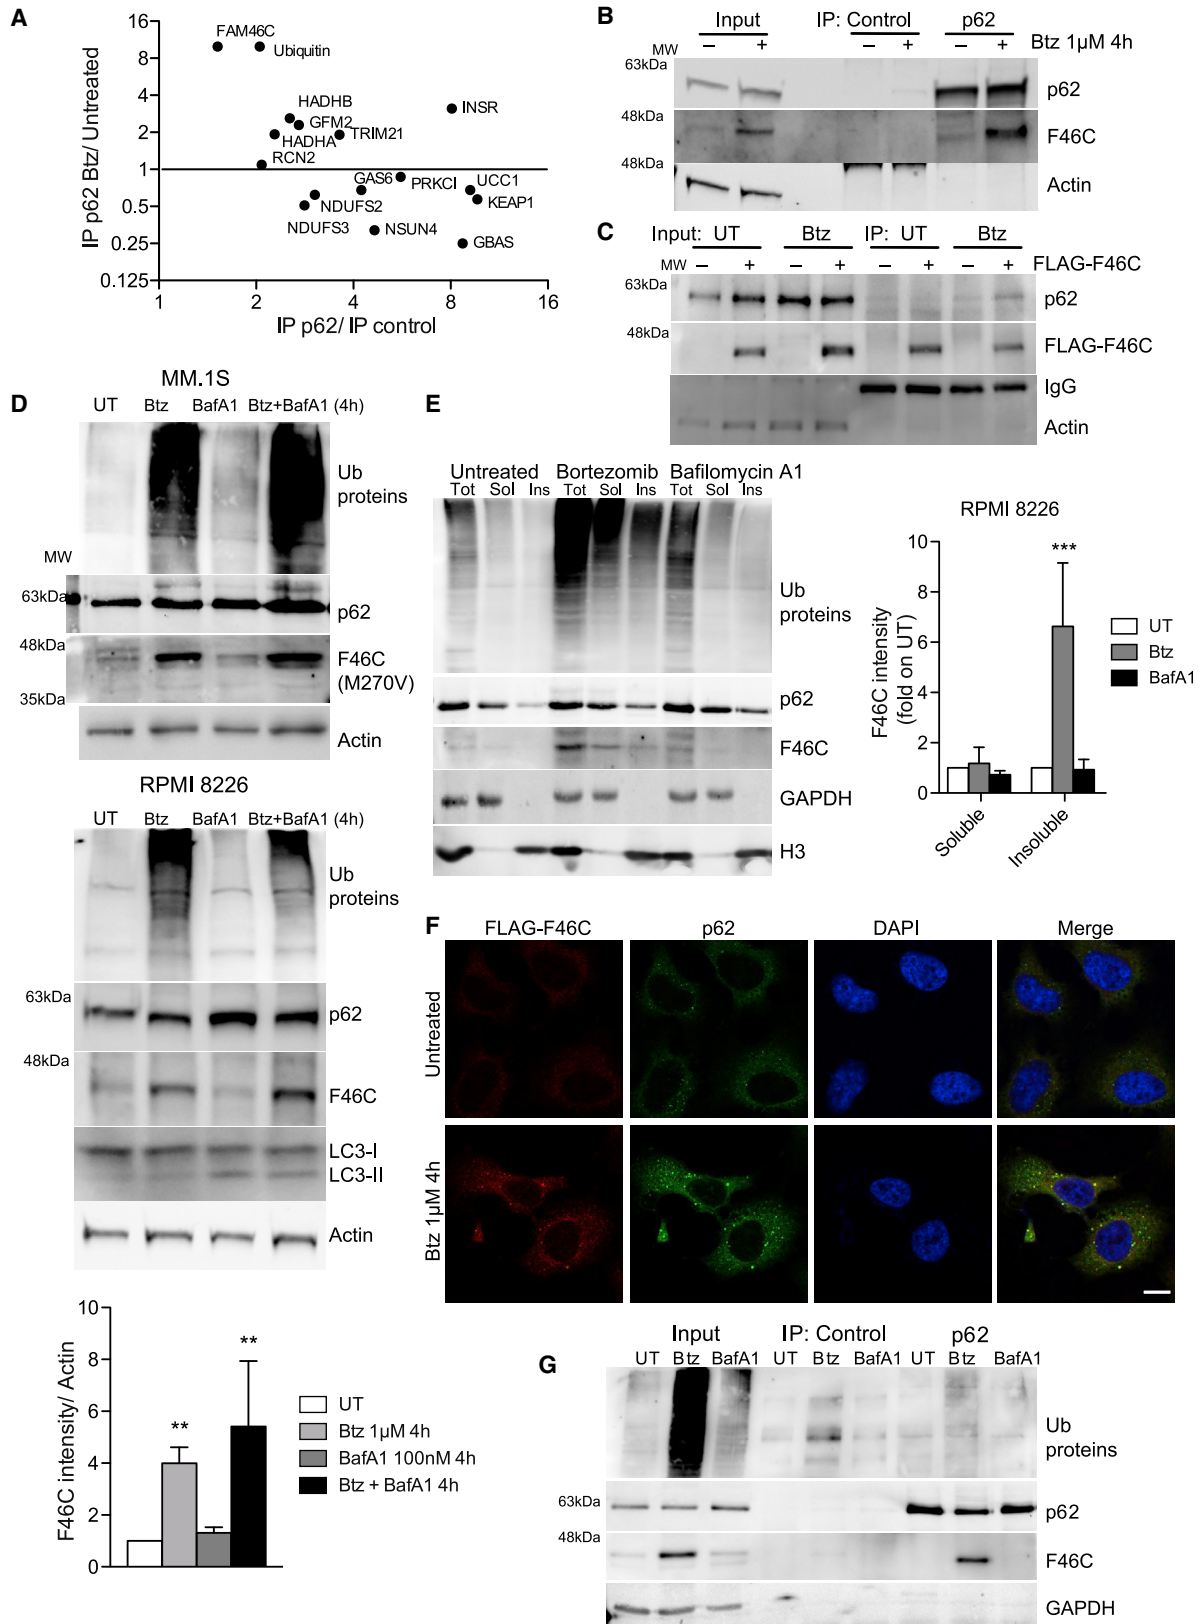 A
16
8
4
2
1
0.5
0.25
0.125
IP p62 Btz/ Untreated
FAM46C
Ubiquitin
HADHB
GFM2
INSR
HADHA
TRIM21
RCN2
GAS6
PRKCI
UCC1
KEAP1
NDUFS2
NDUFS3
NSUN4
GBAS
1 2 4 8 16
IP p62/ IP control
B
Input IP: Control p62
MW – + – + – + Btz 1µM 4h
63kDa
p62
48kDa
F46C
48kDa
Actin
C
Input: UT Btz IP: UT Btz
MW – + – + – + – + FLAG-F46C
63kDa
p62
48kDa
FLAG-F46C
IgG
Actin
D
MM.1S
UT Btz BafA1 Btz+BafA1 (4h)
Ub
proteins
MW
63kDa
p62
48kDa
F46C
(M270V)
35kDa
Actin
RPMI 8226
UT Btz BafA1 Btz+BafA1 (4h)
Ub
proteins
63kDa
p62
48kDa
F46C
LC3-I
LC3-II
Actin
10
8
6
4
2
0
F46C intensity/ Actin
**
**
UT
Btz 1µM 4h
BafA1 100nM 4h
Btz + BafA1 4h
E
Untreated Bortezomib Bafilomycin A1
Tot Sol Ins Tot Sol Ins Tot Sol Ins
Ub
proteins
p62
F46C
GAPDH
H3
RPMI 8226
10
8
6
4
2
0
F46C intensity
(fold on UT)
***
UT
Btz
BafA1
Soluble
Insoluble
F
FLAG-F46C p62 DAPI Merge
Untreated
Btz 1µM 4h
G
Input IP: Control p62
UT Btz BafA1 UT Btz BafA1 UT Btz BafA1
Ub
proteins
63kDa
p62
48kDa
F46C
GAPDH